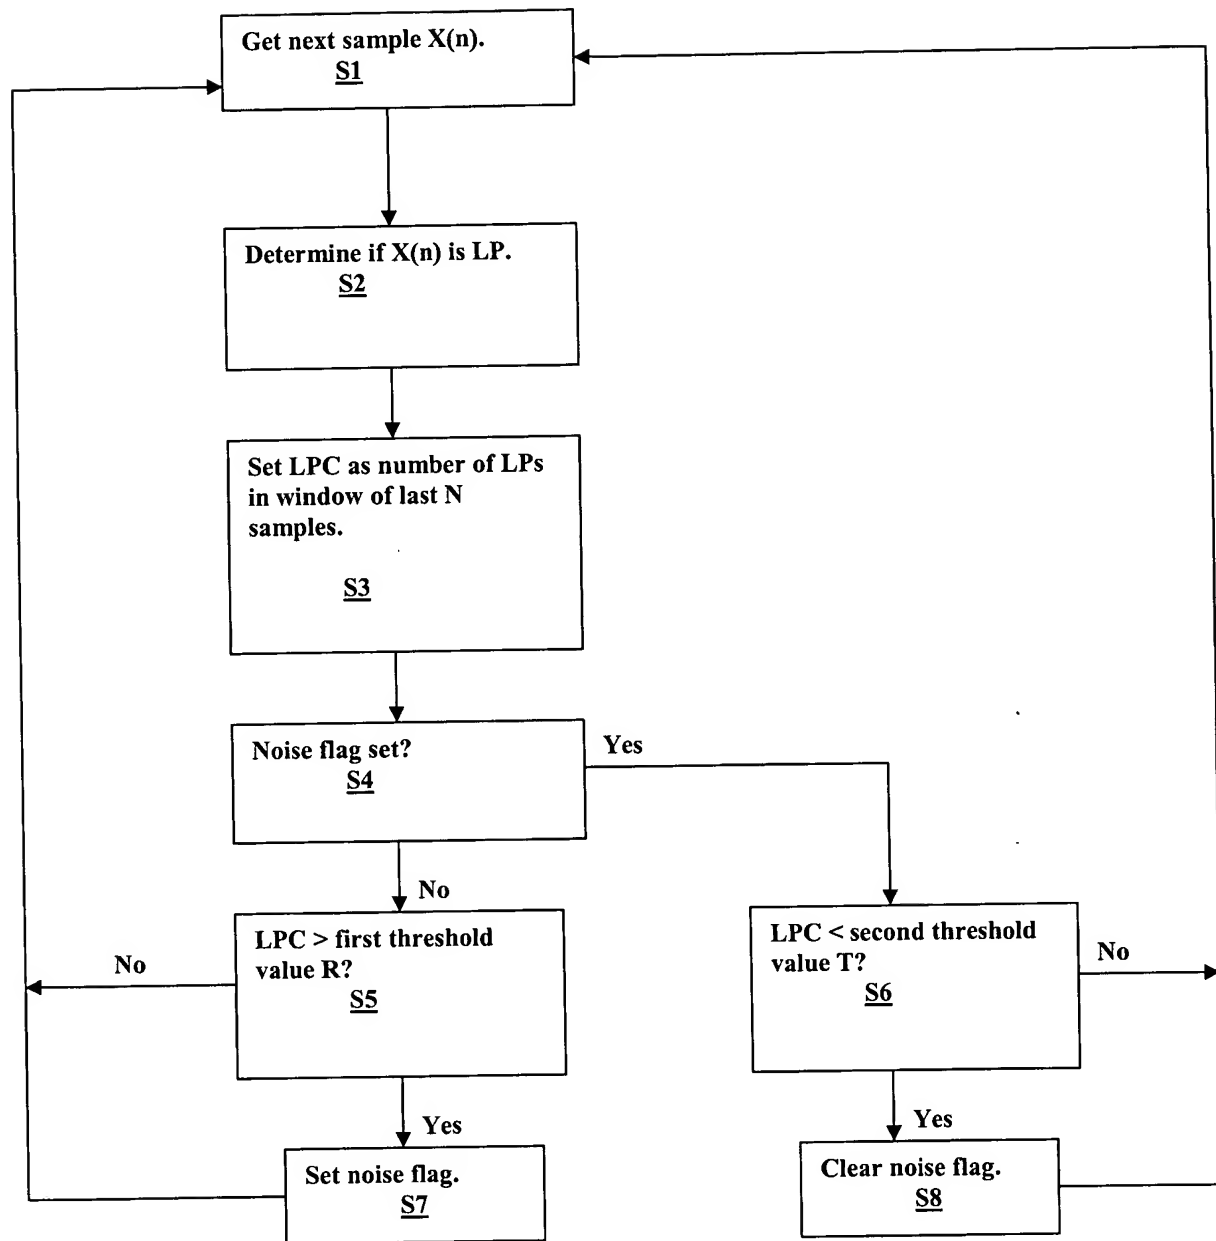 Get next sample X(n).
S1
Determine if X(n) is LP.
S2
Set LPC as number of LPs
in window of last N
samples.
S3
Noise flag set?
S4
Yes
No
LPC > first threshold
value R?
S5
No
LPC < second threshold
value T?
S6
No
Yes
Yes
Set noise flag.
S7
Clear noise flag.
S8